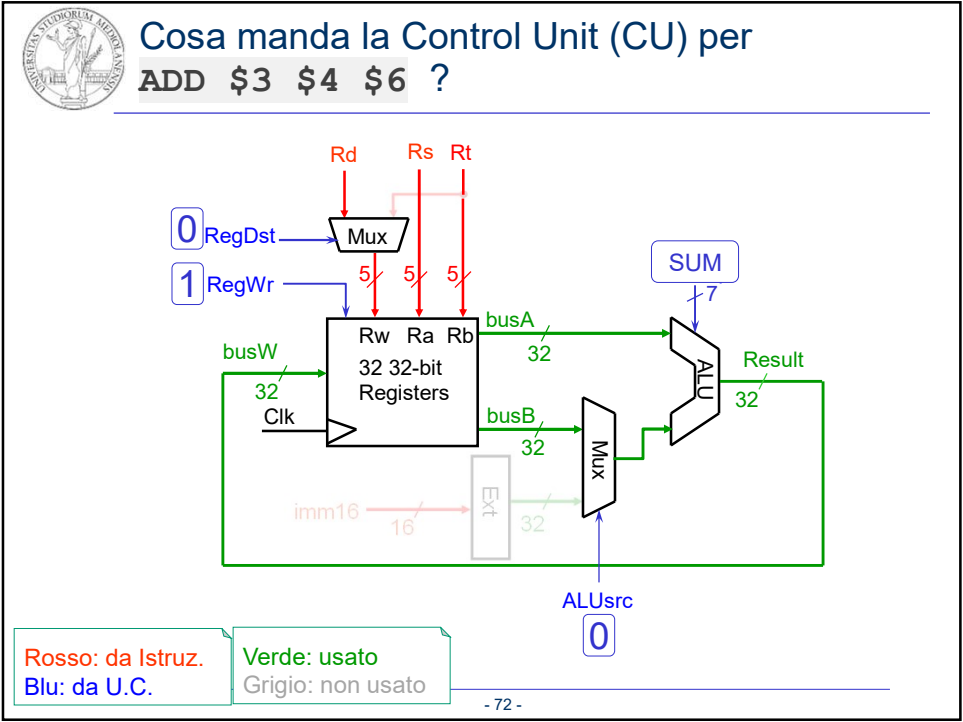 UNIVERSITAS STUDIORUM MEDIOLANENSIS
Cosa manda la Control Unit (CU) per
ADD $3 $4 $6 ?
Rd
Rs
Rt
0
RegDst
Mux
1
RegWr
5
5
5
SUM
7
Rw Ra Rb
32 32-bit
Registers
busW
32
Clk
busA
32
busB
32
ALU
Result
32
Mux
imm16
16
Ext
32
ALUsrc
0
Rosso: da Istruz.
Blu: da U.C.
Verde: usato
Grigio: non usato
- 72 -